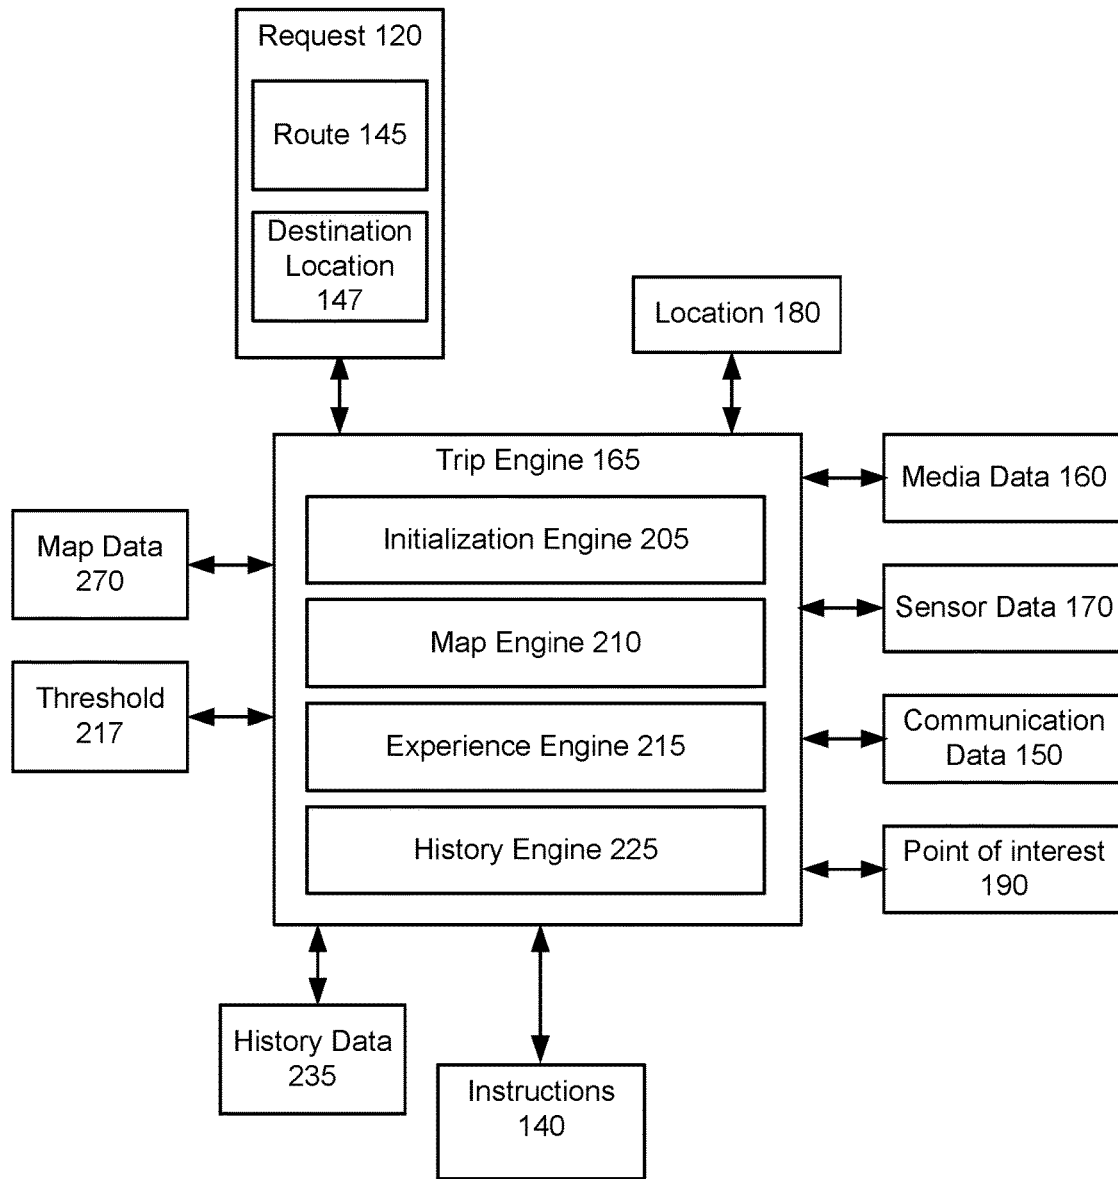 Request 120
Route 145
Destination
Location
147
Location 180
Trip Engine 165
Initialization Engine 205
Map Engine 210
Experience Engine 215
History Engine 225
Map Data
270
Threshold
217
Media Data 160
Sensor Data 170
Communication
Data 150
Point of interest
190
History Data
235
Instructions
140